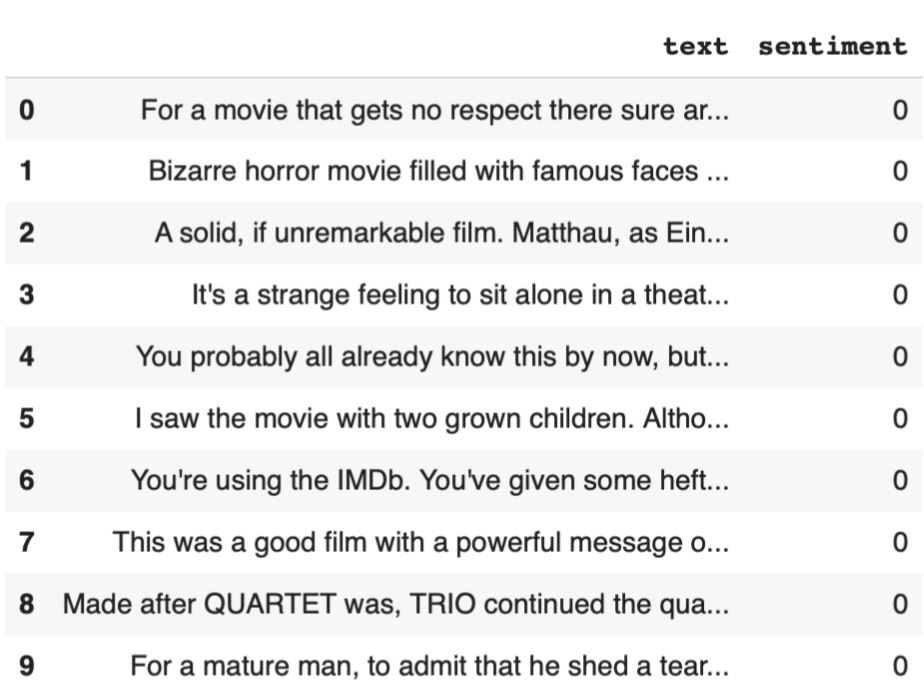 text sentiment
0 For a movie that gets no respect there sure ar... 0
1 Bizarre horror movie filled with famous faces ... 0
2 A solid, if unremarkable film. Matthau, as Ein... 0
3 It's a strange feeling to sit alone in a theat... 0
4 You probably all already know this by now, but... 0
5 I saw the movie with two grown children. Altho... 0
6 You're using the IMDb. You've given some heft... 0
7 This was a good film with a powerful message o... 0
8 Made after QUARTET was, TRIO continued the qua... 0
9 For a mature man, to admit that he shed a tear... 0